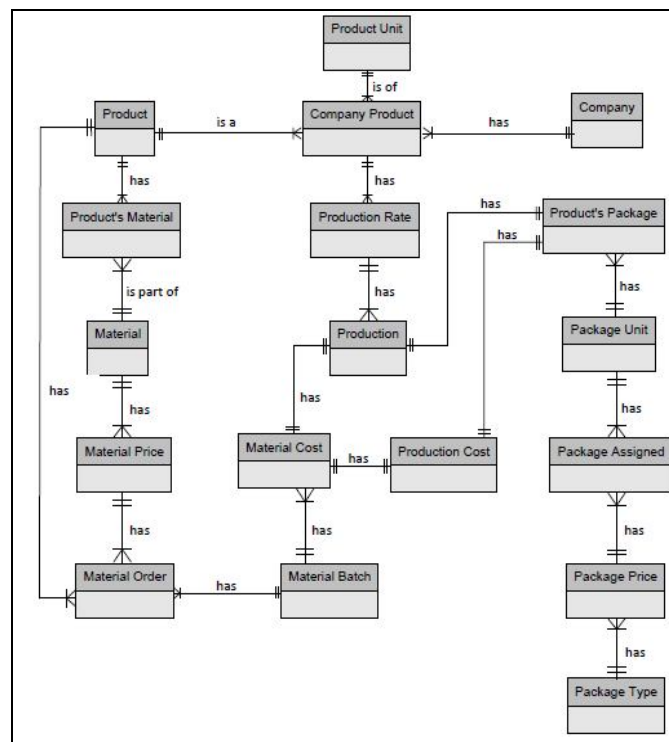 Product Unit
is of
Product
is a
Company Product
has
Company
has
has
Product's Material
Production Rate
has
Product's Package
has
is part of
has
has
Material
Production
Package Unit
has
has
has
has
Material Price
Material Cost
has
Production Cost
Package Assigned
has
has
has
Material Order
has
Material Batch
Package Price
has
Package Type